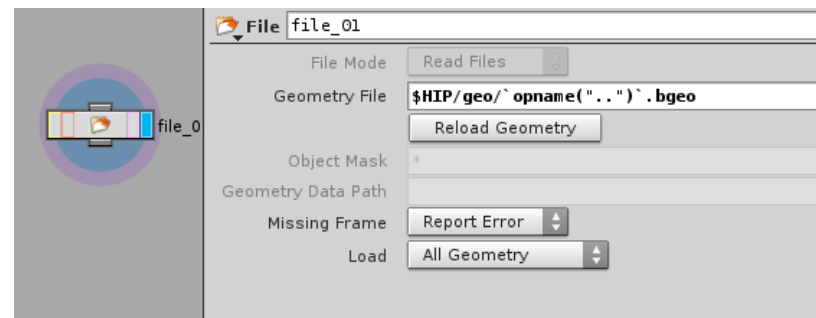 File file_01
File Mode Read Files
Geometry File $HIP/geo/`opname("..")`.bgeo
file_0
Reload Geometry
Object Mask *
Geometry Data Path
Missing Frame Report Error
Load All Geometry